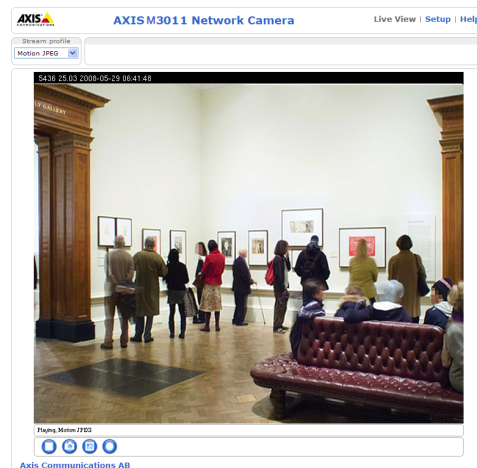 AXIS
COMMUNICATIONS
AXIS M3011 Network Camera
Live View | Setup | Help
Stream profile
Motion JPEG
5436 25.03 2008-05-29 06:41:48
GALLERY
Playing, Motion JPEG
Axis Communications AB